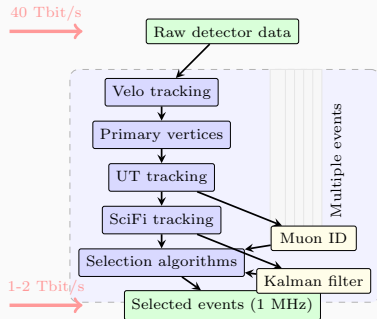 40 Tbit/s
Raw detector data
Velo tracking
Primary vertices
UT tracking
SciFi tracking
Multiple events
Muon ID
Selection algorithms
Kalman filter
1-2 Tbit/s
Selected events (1 MHz)